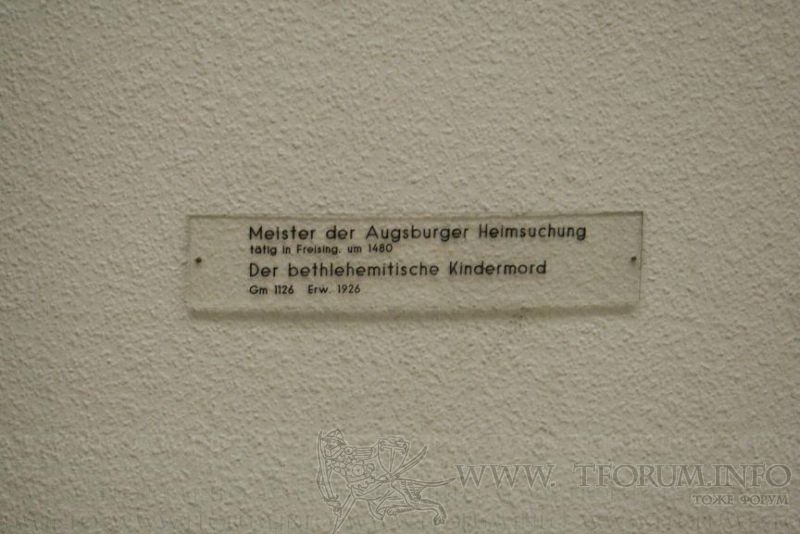 Meister der Augsburger Heimsuchung
tätig in Freising. um 1480
Der bethlehemitische Kindermord
Gm 1126 Erw. 1926
WWW. TFORUM.INFO
ТОЖЕ ФОРУМ